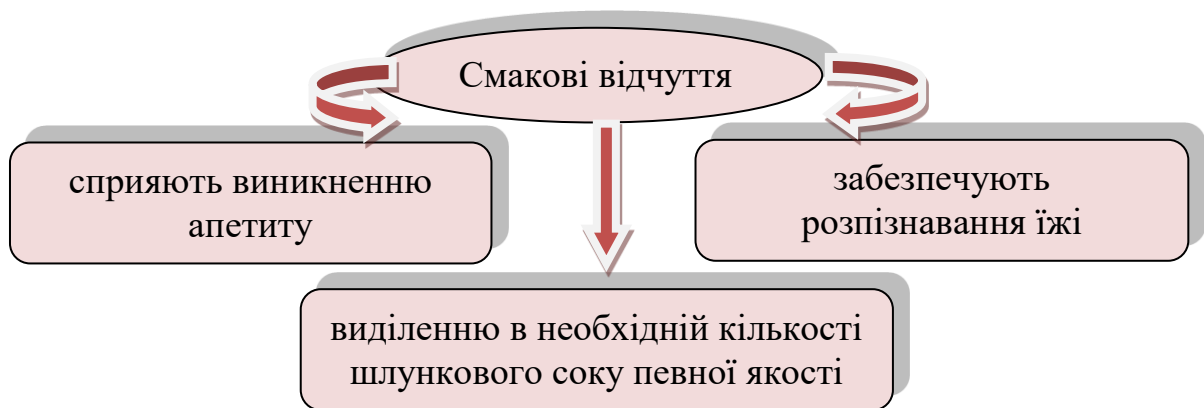 Смакові відчуття
сприяють виникненню
апетиту
забезпечують
розпізнавання їжі
виділенню в необхідній кількості
шлункового соку певної якості